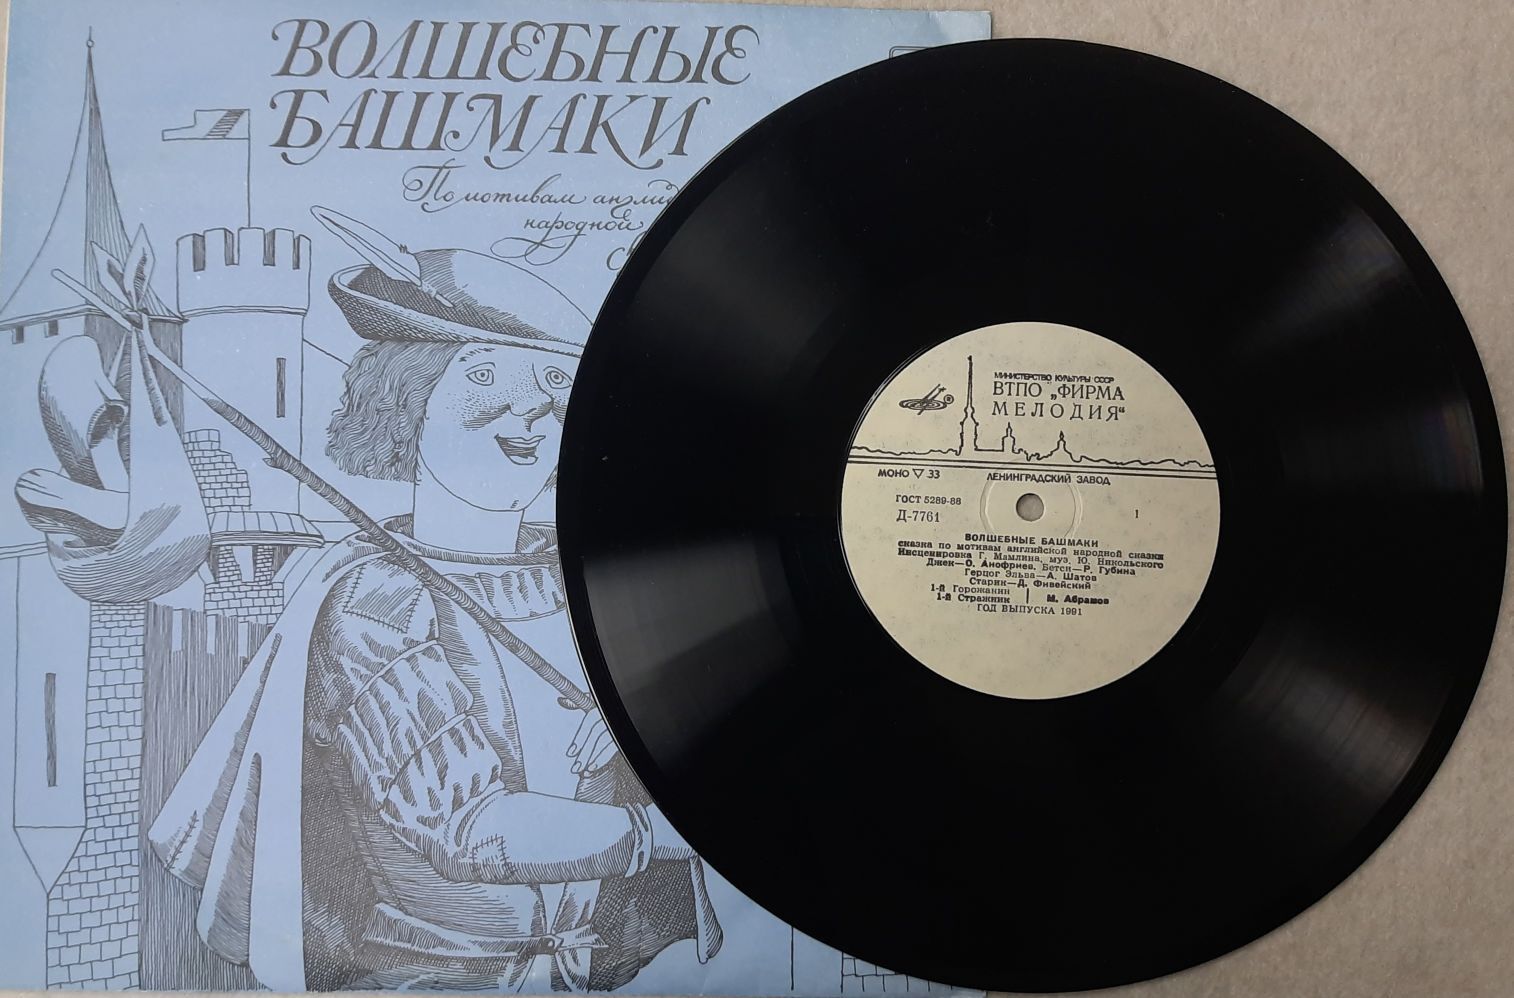 ВОЛШЕБНЫЕ
БАШМАКИ
По мотивам
народной
МИНИСТЕРСТВО КУЛЬТУРЫ СССР
ВТПО „ФИРМА
МЕЛОДИЯ“
МОНО ▽ 33
ЛЕНИНГРАДСКИЙ ЗАВОД
ГОСТ 5289-88
Д-7761
1
ВОЛШЕБНЫЕ БАШМАКИ
сказка по мотивам английской народной сказки
Инсценировка Г. Мамлина, муз. Ю. Никольского
Джек—О. Анофриев, Бетси—Р. Губина
Герцог Эльва—А. Шатов
Старик—Д. Фивейский
1-й Горожанин
1-й Стражник | М. Абрамов
ГОД ВЫПУСКА 1991